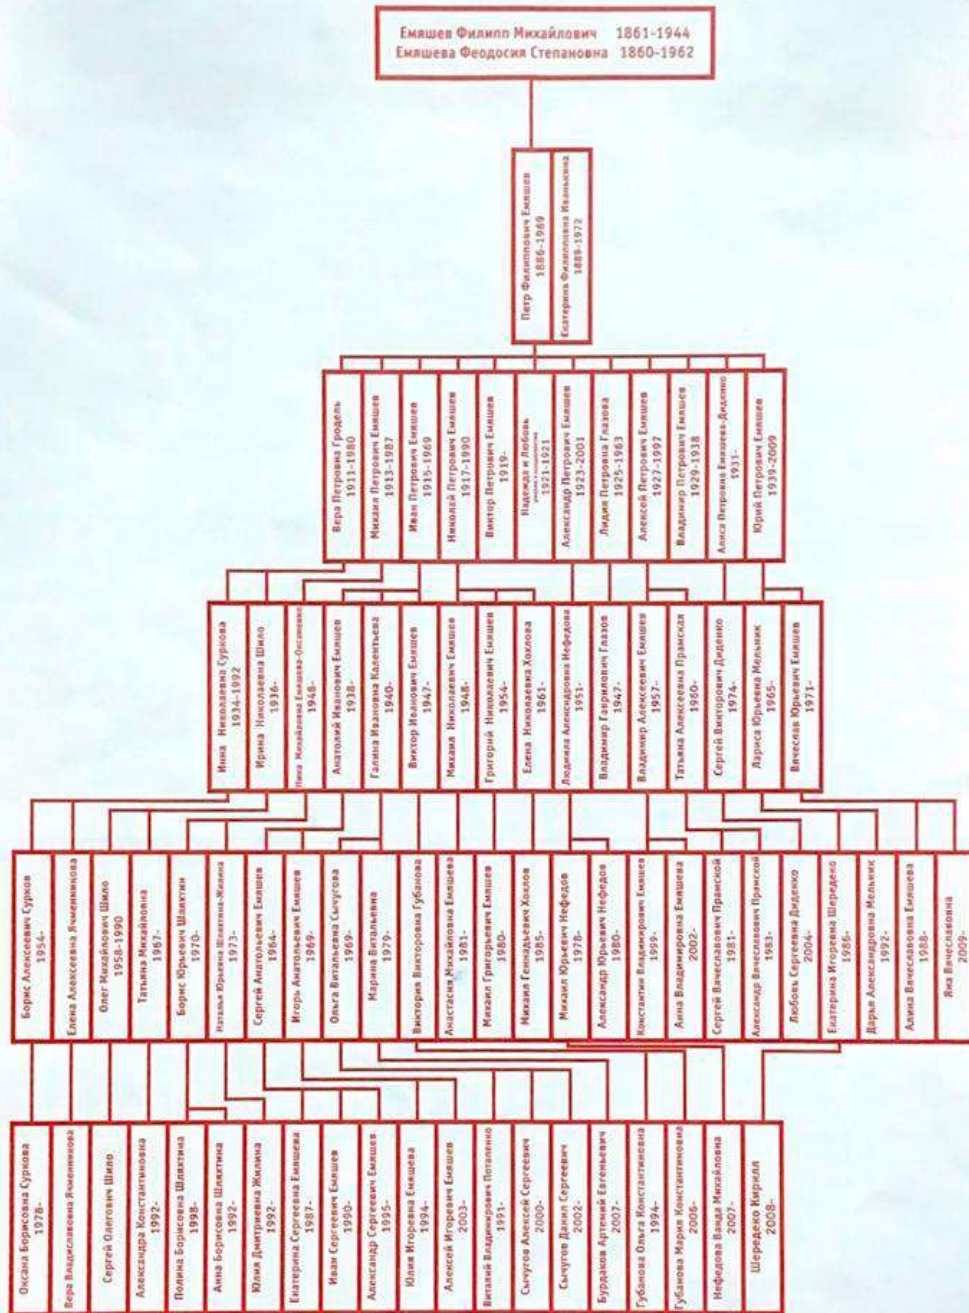 Емяшев Филипп Михайлович 1861-1944
Емяшева Феодосия Степановна 1860-1962
Петр Филиппович Емяшев
1886-1969
Екатерина Филипповна Иванькина
1889-1972
Вера Петровна Гродель
1911-1980
Михаил Петрович Емяшев
1913-1987
Иван Петрович Емяшев
1915-1969
Николай Петрович Емяшев
1917-1990
Виктор Петрович Емяшев
1919-
Надежда и Любовь
1921-1921
Александр Петрович Емяшев
1923-2001
Лидия Петровна Глазова
1925-1983
Алексей Петрович Емяшев
1927-1997
Владимир Петрович Емяшев
1929-1938
Алиса Петровна Емяшева-Диденко
1931-
Юрий Петрович Емяшев
1939-2009
Инна Николаевна Суркова
1934-1992
Ирина Николаевна Шило
1936-
Нина Михайловна Емяшева-Оксаненко
1948-
Анатолий Иванович Емяшев
1938-
Галина Ивановна Калентьева
1940-
Виктор Иванович Емяшев
1947-
Михаил Николаевич Емяшев
1948-
Григорий Николаевич Емяшев
1954-
Елена Николаевна Хохлова
1961-
Людмила Александровна Нефедова
1951-
Владимир Гаврилович Глазов
1947-
Владимир Алексеевич Емяшев
1957-
Татьяна Алексеевна Прамская
1960-
Сергей Викторович Диденко
1974-
Лариса Юрьевна Мельник
1965-
Вячеслав Юрьевич Емяшев
1971-
Борис Алексеевич Сурков
1954-
Елена Алексеевна Ячменникова
Олег Михайлович Шило
1958-1990
Татьяна Михайловна
1967-
Борис Юрьевич Шляхтин
1970-
Наталья Юрьевна Шляхтина-Жилина
1973-
Сергей Анатольевич Емяшев
1964-
Игорь Анатольевич Емяшев
1969-
Ольга Витальевна Сычугова
1969-
Марина Витальевна
1979-
Виктория Викторовна Губанова
Анастасия Михайловна Емяшева
1981-
Михаил Григорьевич Емяшев
1980-
Михаил Геннадьевич Хохлов
1985-
Михаил Юрьевич Нефедов
1978-
Александр Юрьевич Нефедов
1980-
Константин Владимирович Емяшев
1999-
Анна Владимировна Емяшева
2002-
Сергей Вячеславович Прамской
1981-
Александр Вячеславович Прамской
1983-
Любовь Сергеевна Диденко
2004-
Екатерина Игоревна Шередеко
1986-
Дарья Александровна Мельник
1992-
Алина Вячеславовна Емяшева
1988-
Яна Вячеславовна
2009-
Оксана Борисовна Суркова
1978-
Вера Владиславовна Ячменникова
Сергей Олегович Шило
Александра Константиновна
1992-
Полина Борисовна Шляхтина
1998-
Анна Борисовна Шляхтина
1992-
Юлия Дмитриевна Жилина
1992-
Екатерина Сергеевна Емяшева
1987-
Иван Сергеевич Емяшев
1990-
Александр Сергеевич Емяшев
1995-
Юлия Игоревна Емяшева
1994-
Алексей Игоревич Емяшев
2003-
Виталий Владимирович Потапенко
1991-
Сычугов Алексей Сергеевич
2000-
Сычугов Данил Сергеевич
2002-
Бурдаков Артений Евгеньевич
2007-
Губанова Ольга Константиновна
1994-
Губанова Мария Константиновна
2006-
Нефедова Ванда Михайловна
2007-
Шередеко Кирилл
2008-